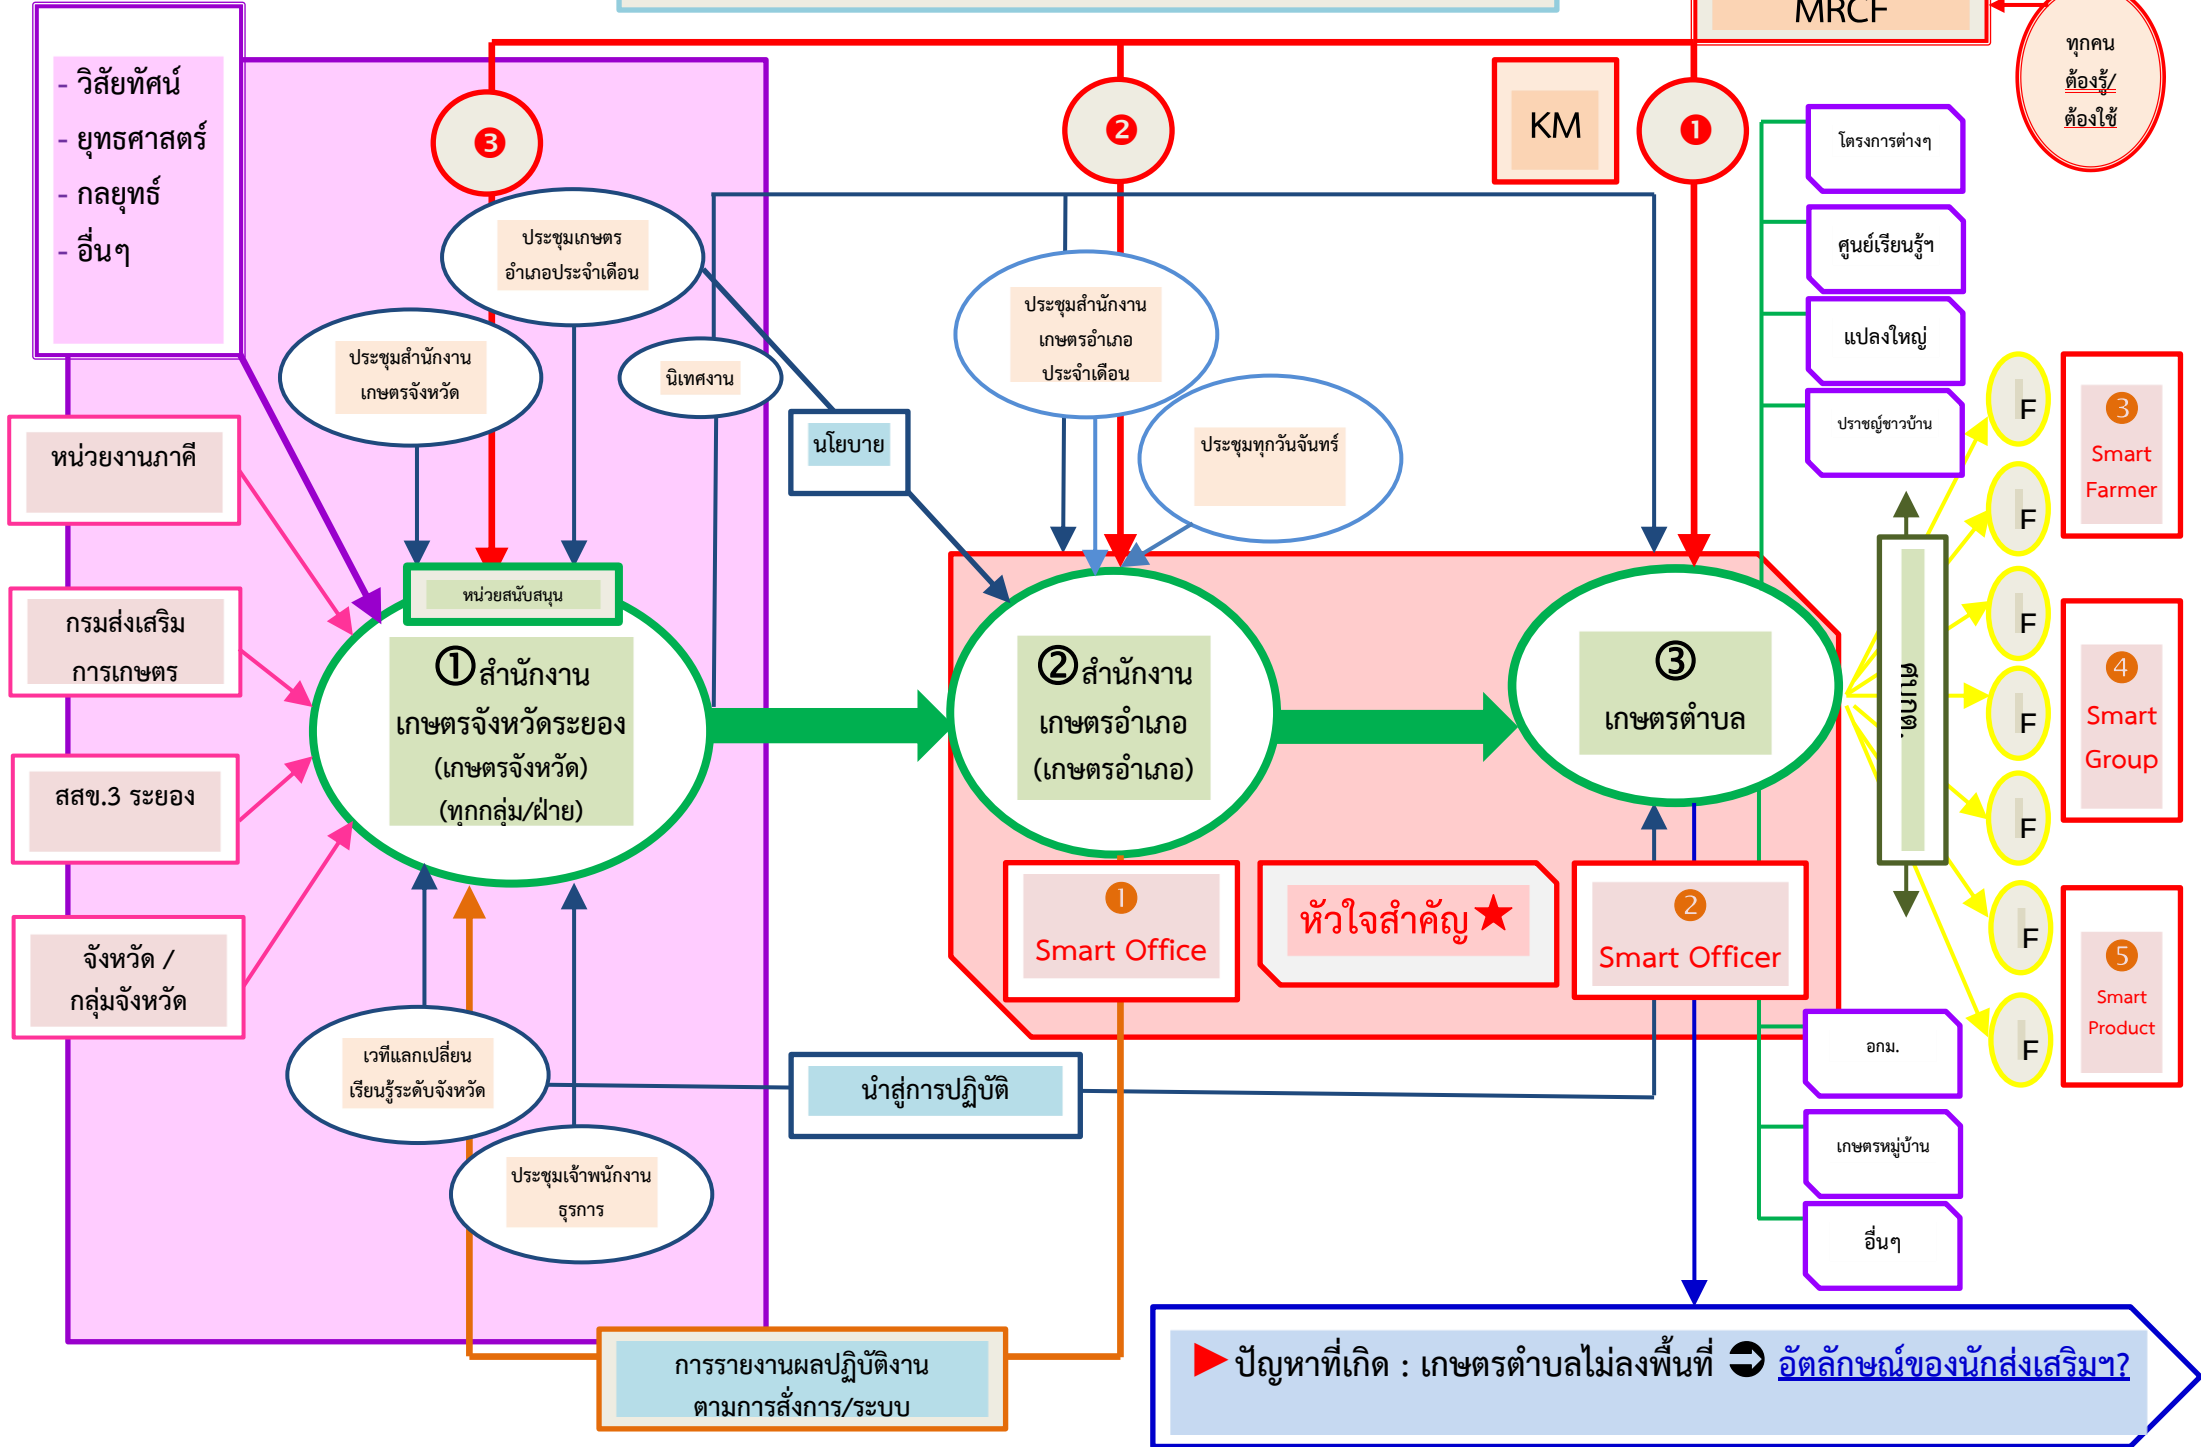 MRCF
ทุกคน
ต้องรู้/
ต้องใช้
- วิสัยทัศน์
- ยุทธศาสตร์
- กลยุทธ์
- อื่นๆ
❸
❷
KM
❶
โตรงการต่างๆ
ศูนย์เรียนรู้ฯ
แปลงใหญ่
ปราชญ์ชาวบ้าน
ประชุมเกษตร
อำเภอประจำเดือน
ประชุมสำนักงาน
เกษตรจังหวัด
นิเทศงาน
นโยบาย
ประชุมสำนักงาน
เกษตรอำเภอ
ประจำเดือน
ประชุมทุกวันจันทร์
หน่วยงานภาคี
กรมส่งเสริม
การเกษตร
สสข.3 ระยอง
จังหวัด /
กลุ่มจังหวัด
หน่วยสนับสนุน
① สำนักงาน
เกษตรจังหวัดระยอง
(เกษตรจังหวัด)
(ทุกกลุ่ม/ฝ่าย)
② สำนักงาน
เกษตรอำเภอ
(เกษตรอำเภอ)
③
เกษตรตำบล
ศบกต.
F
F
F
F
F
F
F
❸
Smart
Farmer
❹
Smart
Group
❺
Smart
Product
❶
Smart Office
หัวใจสำคัญ ★
❷
Smart Officer
เวทีแลกเปลี่ยน
เรียนรู้ระดับจังหวัด
นำสู่การปฏิบัติ
ประชุมเจ้าพนักงาน
ธุรการ
อกม.
เกษตรหมู่บ้าน
อื่นๆ
การรายงานผลปฏิบัติงาน
ตามการสั่งการ/ระบบ
▶ ปัญหาที่เกิด : เกษตรตำบลไม่ลงพื้นที่ ➲ อัตลักษณ์ของนักส่งเสริมฯ?